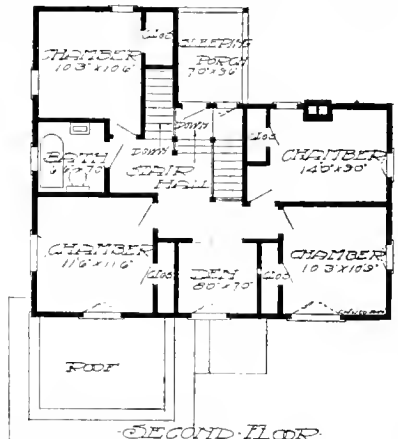 CHAMBER
10'3"X10'6"
CLOS
SLEEPING
PORCH
7'0"X9'6"
DOWN
DOWN
CLOS
BATH
STAIR
HALL
CHAMBER
14'0"X9'0"
CHAMBER
11'6"X11'6"
CLOS
DEN
8'0"X7'0"
CLOS
CHAMBER
10'3"X10'9"
ROOF
-SECOND-FLOOR-